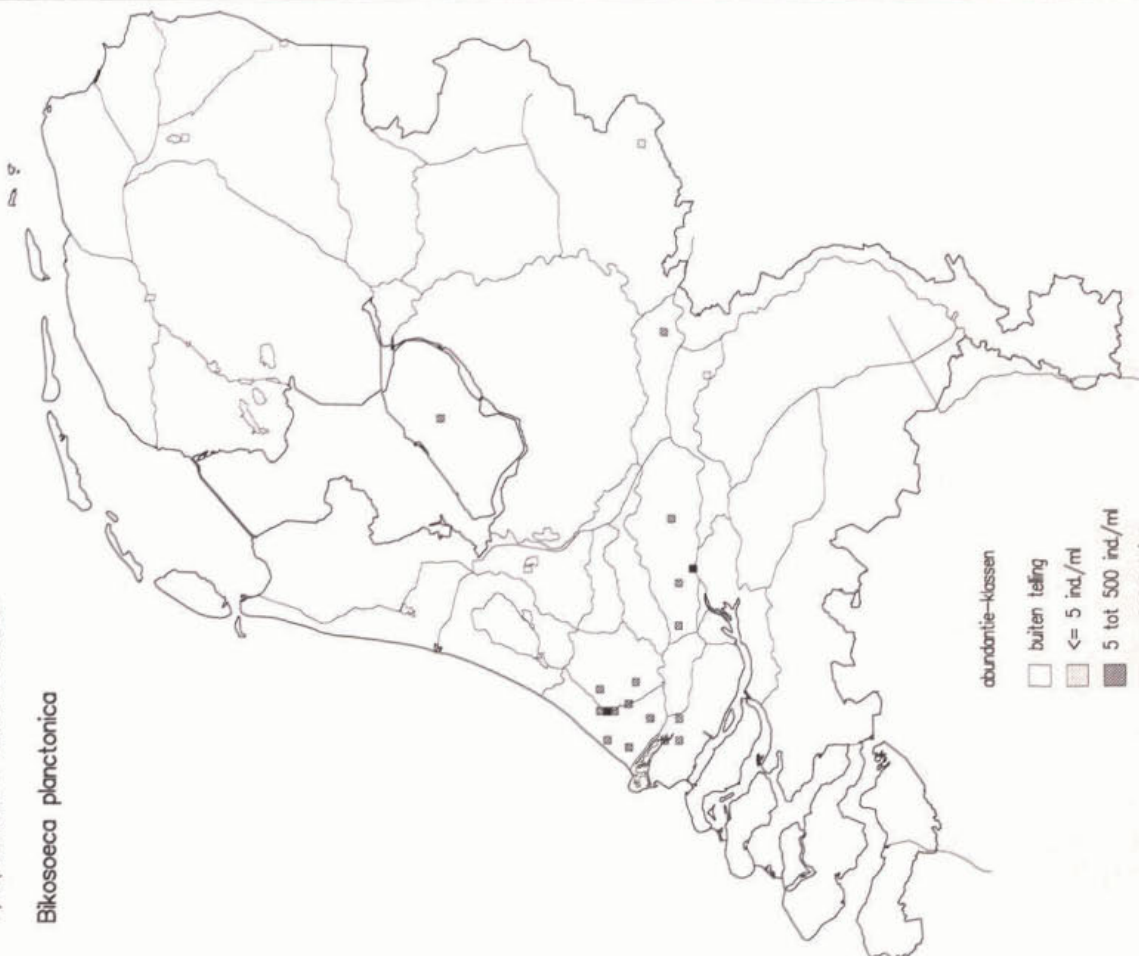 Bikosoeca planctonica
abundantie-klassen
buiten telling
<= 5 ind./ml
5 tot 500 ind./ml